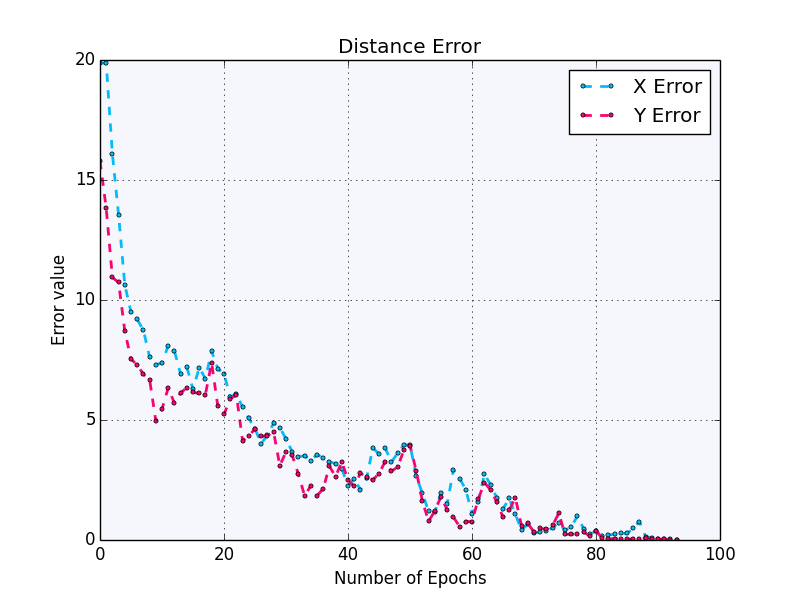 Distance Error
X Error
Y Error
20
15
10
5
0
Error value
0 20 40 60 80 100
Number of Epochs